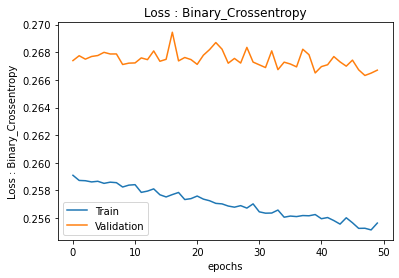 Loss : Binary_Crossentropy
0.270
0.268
0.266
0.264
0.262
0.260
0.258
0.256
Loss : Binary_Crossentropy
Train
Validation
0
10
20
30
40
50
epochs